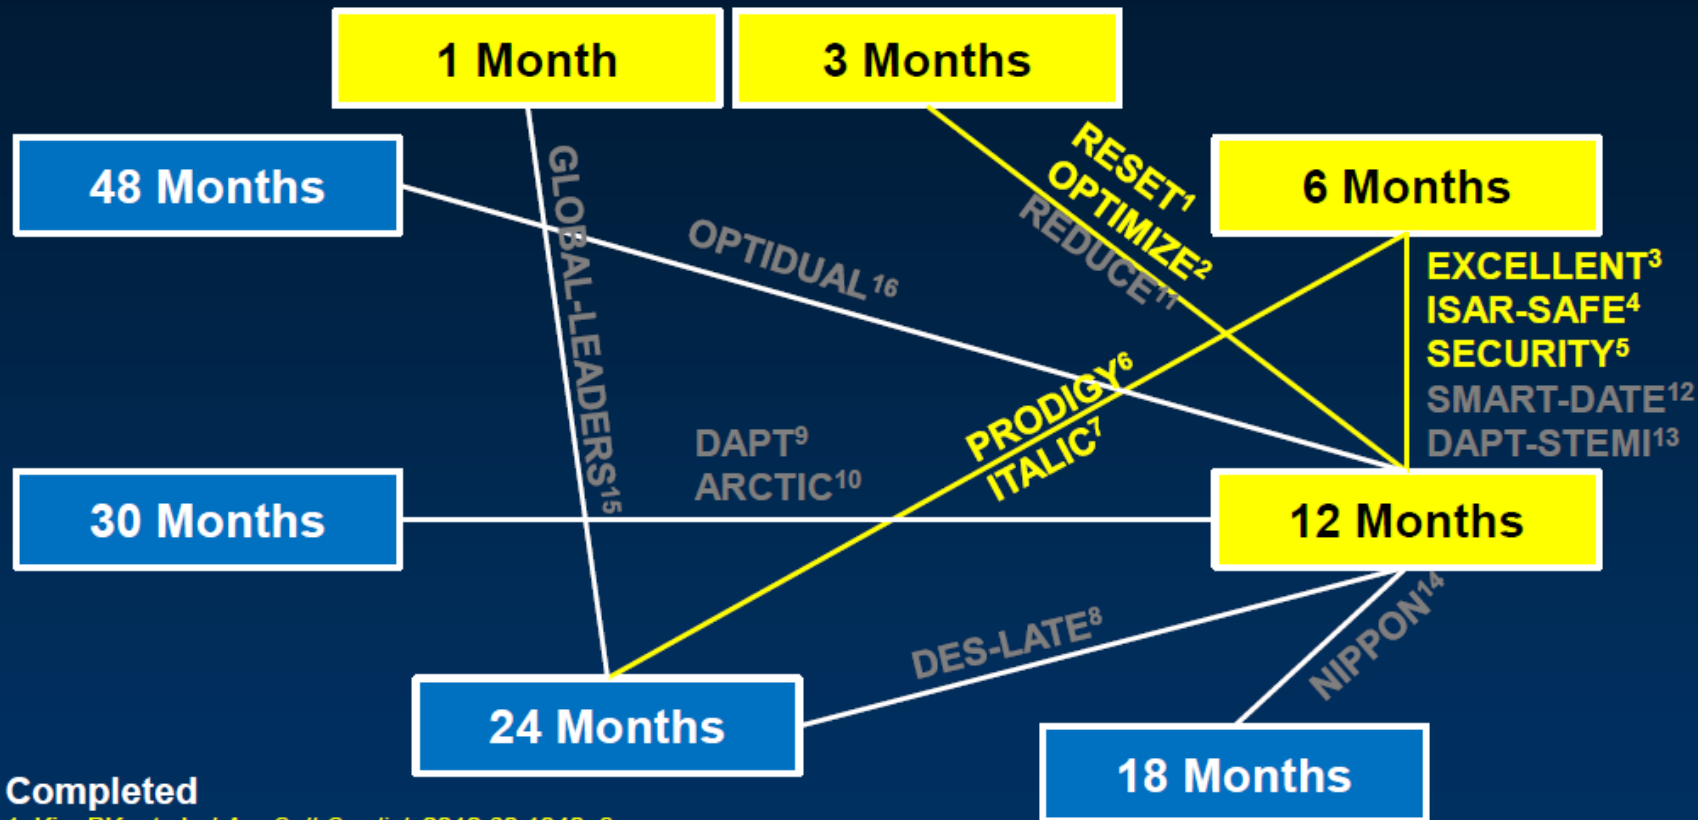 1 Month
3 Months
48 Months
6 Months
GLOBAL-LEADERS15
OPTIDUAL16
RESET1
OPTIMIZE2
REDUCE11
EXCELLENT3
ISAR-SAFE4
SECURITY5
SMART-DATE12
DAPT-STEMI13
PRODIGY6
ITALIC7
DAPT9
ARCTIC10
30 Months
12 Months
DES-LATE8
NIPPON14
24 Months
18 Months
Completed